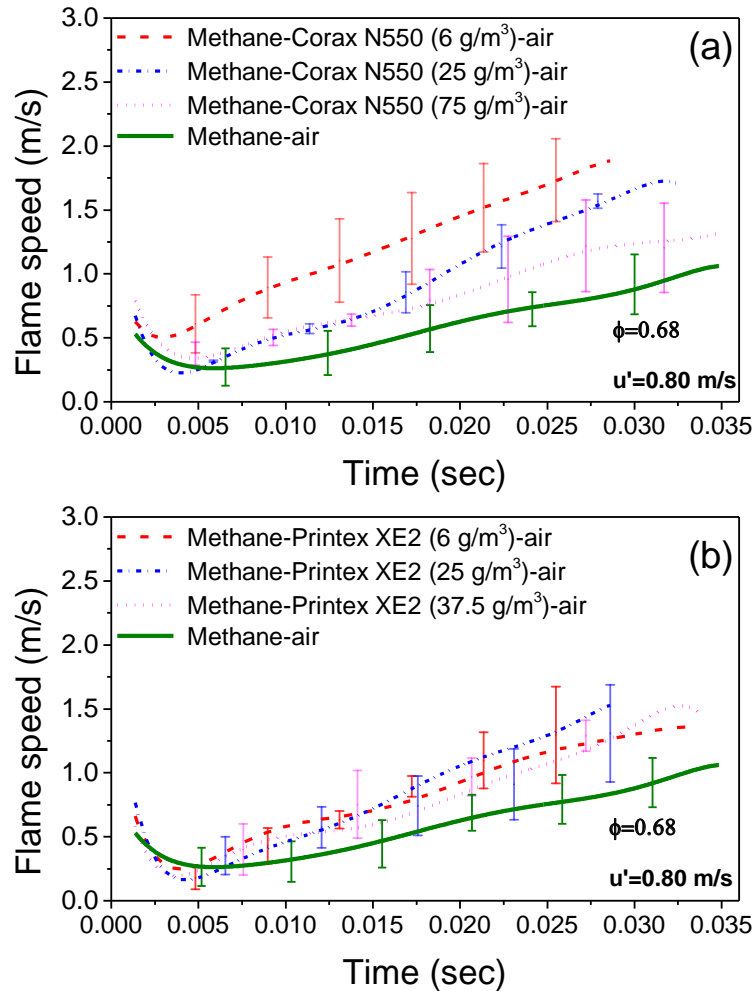 3.0
2.5
2.0
1.5
1.0
0.5
0.0
Flame speed (m/s)
Methane-Corax N550 (6 g/m³)-air
Methane-Corax N550 (25 g/m³)-air
Methane-Corax N550 (75 g/m³)-air
Methane-air
(a)
ϕ=0.68
u'=0.80 m/s
0.000 0.005 0.010 0.015 0.020 0.025 0.030 0.035
Time (sec)
3.0
2.5
2.0
1.5
1.0
0.5
0.0
Flame speed (m/s)
Methane-Printex XE2 (6 g/m³)-air
Methane-Printex XE2 (25 g/m³)-air
Methane-Printex XE2 (37.5 g/m³)-air
Methane-air
(b)
ϕ=0.68
u'=0.80 m/s
0.000 0.005 0.010 0.015 0.020 0.025 0.030 0.035
Time (sec)